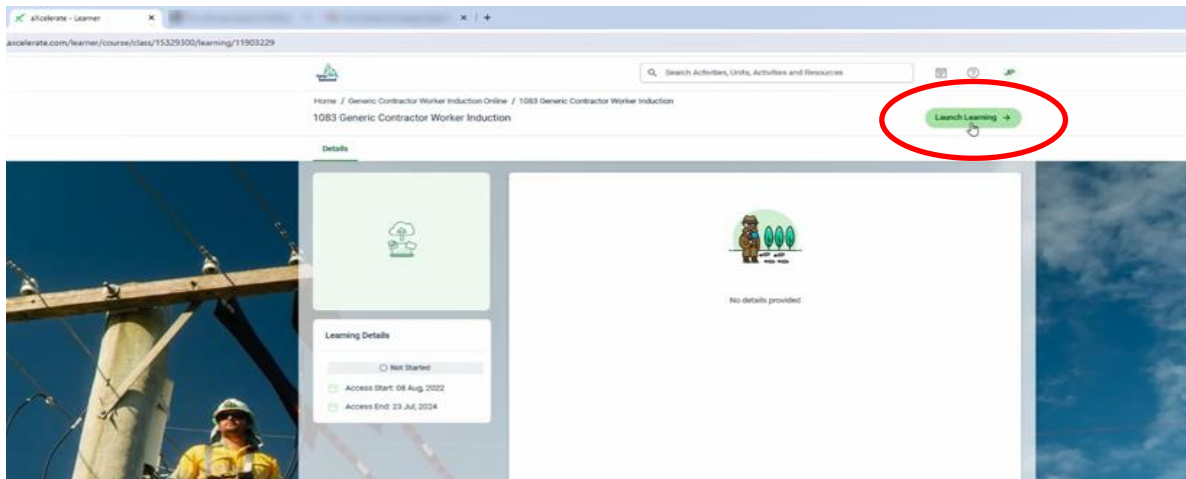 aXcelerate - Learner
axcelerate.com/learner/course/class/15329300/learning/11903229
Search Activities, Units, Activities and Resources
JP
Home / Generic Contractor Worker Induction Online / 1083 Generic Contractor Worker Induction
1083 Generic Contractor Worker Induction
Launch Learning →
Details
No details provided
Learning Details
Not Started
Access Start: 08 Aug, 2022
Access End: 23 Jul, 2024